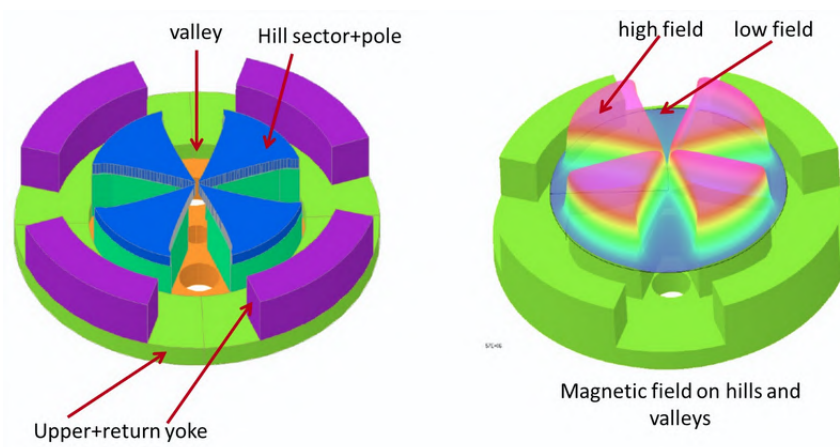 valley
Hill sector+pole
Upper+return yoke
high field
low field
Magnetic field on hills and
valleys